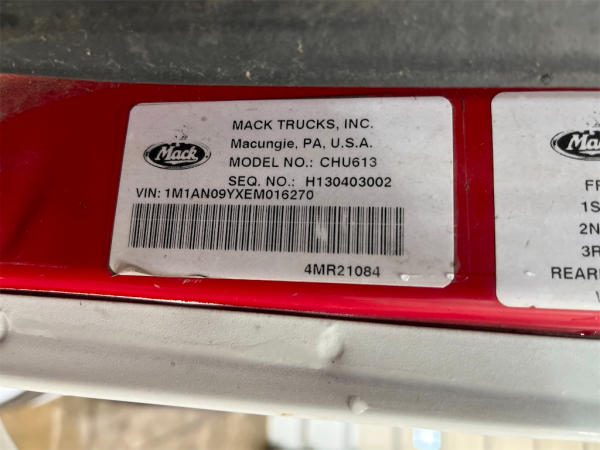 MACK TRUCKS, INC.
Macungie, PA, U.S.A.
Mack
MODEL NO.: CHU613
SEQ. NO.: H130403002
VIN: 1M1AN09YXEM016270
4MR21084
Mack
1S
2N
3R
REAR